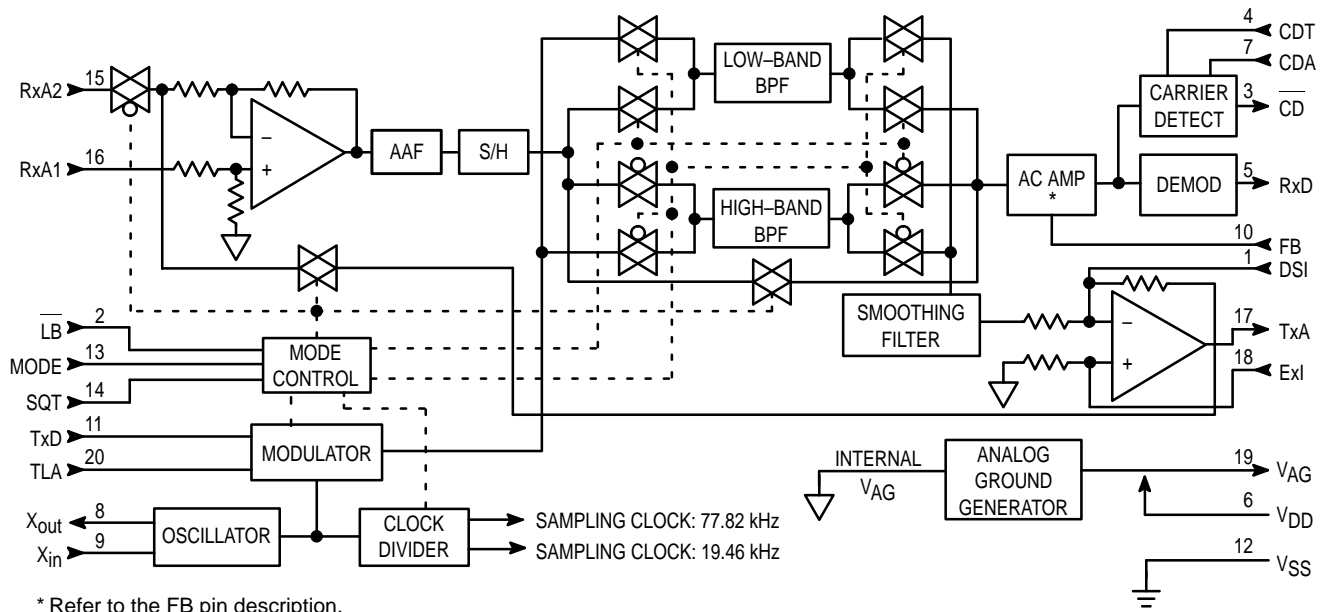 4
CDT
7
CDA
3
CD
CARRIER
DETECT
LOW–BAND
BPF
RxA2
15
–
+
AAF
S/H
RxA1
16
HIGH–BAND
BPF
AC AMP
*
DEMOD
5
RxD
10
FB
1
DSI
SMOOTHING
FILTER
–
+
17
TxA
18
ExI
LB
2
MODE
13
SQT
14
MODE
CONTROL
TxD
11
TLA
20
MODULATOR
INTERNAL
VAG
ANALOG
GROUND
GENERATOR
19
VAG
6
VDD
12
VSS
Xout
8
Xin
9
OSCILLATOR
CLOCK
DIVIDER
SAMPLING CLOCK: 77.82 kHz
SAMPLING CLOCK: 19.46 kHz
* Refer to the FB pin description.